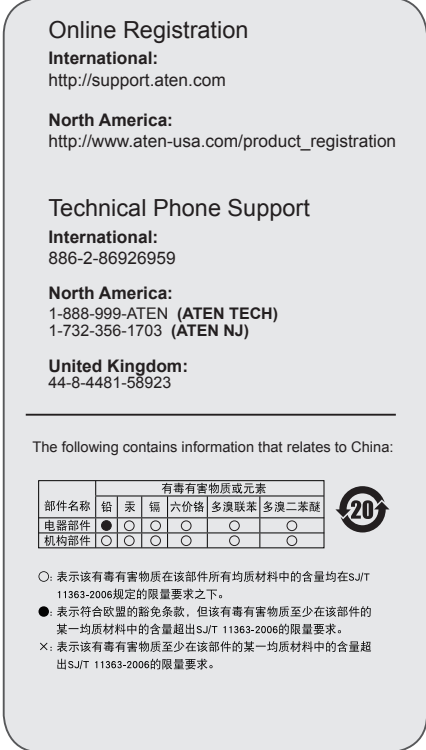 Online Registration
International:
http://support.aten.com
North America:
http://www.aten-usa.com/product_registration
Technical Phone Support
International:
886-2-86926959
North America:
1-888-999-ATEN (ATEN TECH)
1-732-356-1703 (ATEN NJ)
United Kingdom:
44-8-4481-58923
The following contains information that relates to China:
有毒有害物质或元素
部件名称 铅 汞 镉 六价铬 多溴联苯 多溴二苯醚
电器部件 ● ○ ○ ○ ○ ○
机构部件 ○ ○ ○ ○ ○ ○
20
○: 表示该有毒有害物质在该部件所有均质材料中的含量均在SJ/T
11363-2006规定的限量要求之下。
●: 表示符合欧盟的豁免条款，但该有毒有害物质至少在该部件的
某一均质材料中的含量超出SJ/T 11363-2006的限量要求。
×: 表示该有毒有害物质至少在该部件的某一均质材料中的含量超
出SJ/T 11363-2006的限量要求。